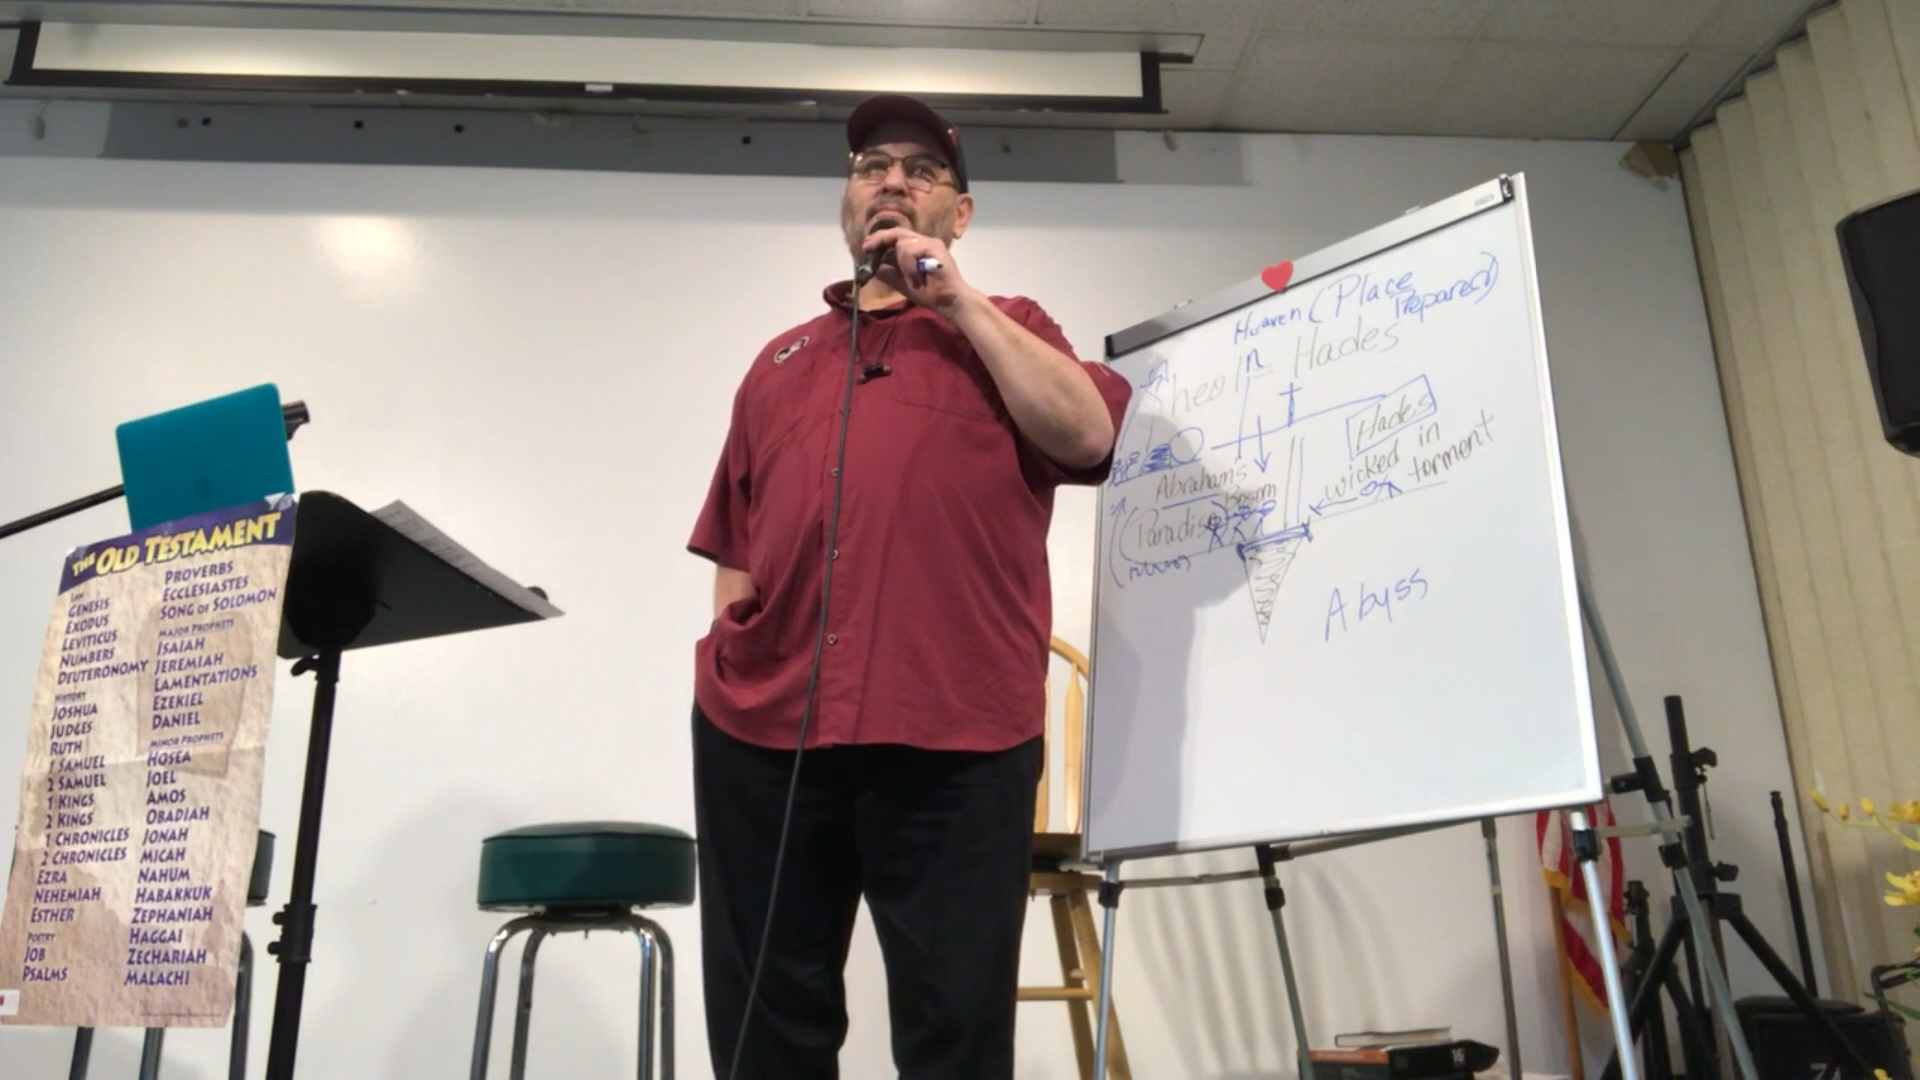 THE OLD TESTAMENT
LAW
GENESIS
EXODUS
LEVITICUS
NUMBERS
DEUTERONOMY
HISTORY
JOSHUA
JUDGES
RUTH
1 SAMUEL
2 SAMUEL
1 KINGS
2 KINGS
1 CHRONICLES
2 CHRONICLES
EZRA
NEHEMIAH
ESTHER
POETRY
JOB
PSALMS
PROVERBS
ECCLESIASTES
SONG OF SOLOMON
MAJOR PROPHETS
ISAIAH
JEREMIAH
LAMENTATIONS
EZEKIEL
DANIEL
MINOR PROPHETS
HOSEA
JOEL
AMOS
OBADIAH
JONAH
MICAH
NAHUM
HABAKKUK
ZEPHANIAH
HAGGAI
ZECHARIAH
MALACHI
Heaven (Place
Prepared)
Sheol - Hades
Hades
Abraham's
Bosom
wicked in
torment
(Paradise
Abyss